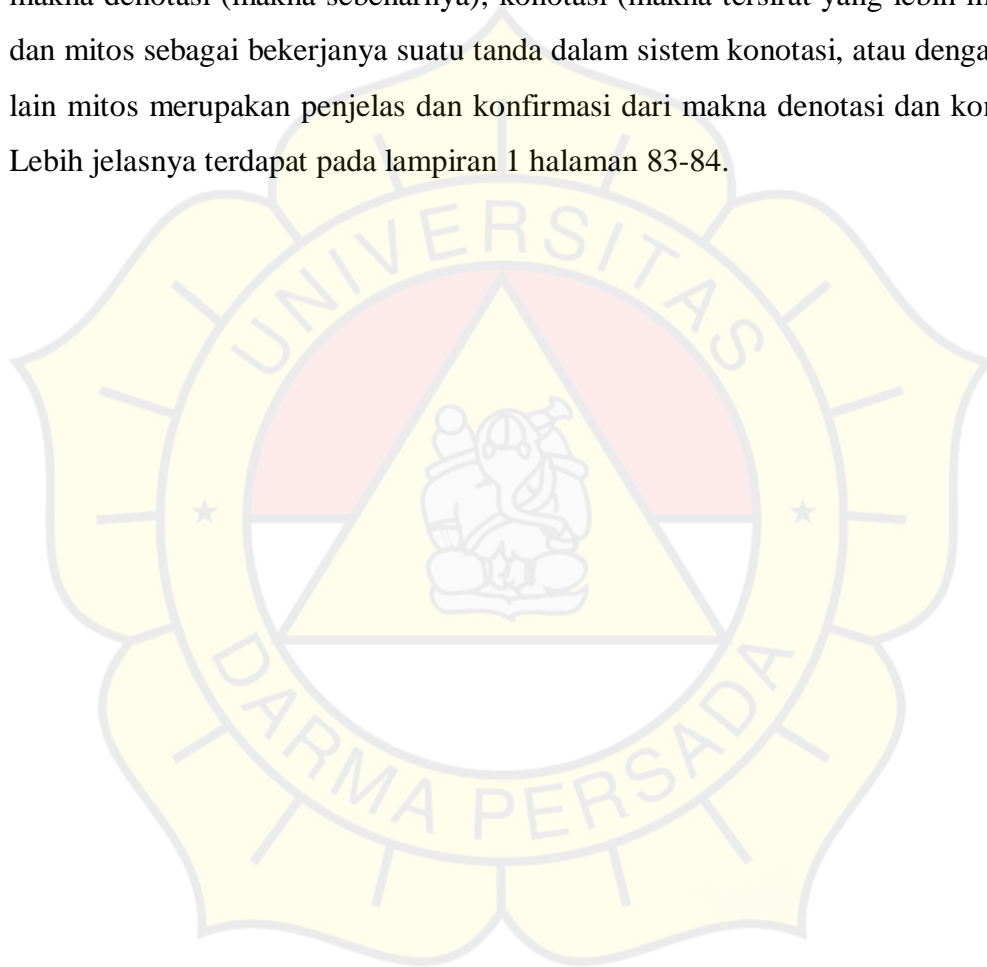 makna denotasi (makna sebenarnya), konotasi (makna tersirat yang lebih
dan mitos sebagai bekerjanya suatu tanda dalam sistem konotasi, atau
lain mitos merupakan penjelas dan konfirmasi dari makna denotasi dan
Lebih jelasnya terdapat pada lampiran 1 halaman 83-84.
UNIVERSITAS
DARMA PERSADA